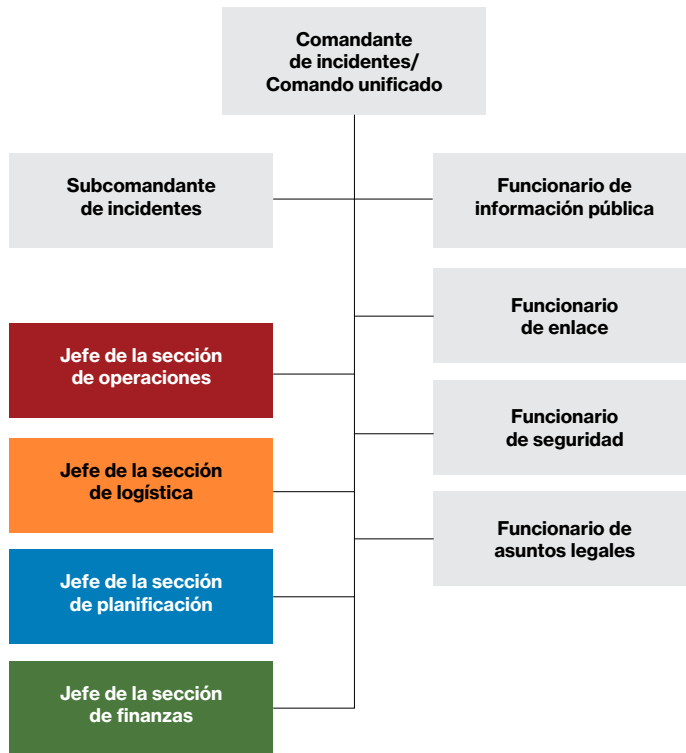 Comandante
de incidentes/
Comando unificado
Subcomandante
de incidentes
Funcionario de
información pública
Funcionario
de enlace
Jefe de la sección
de operaciones
Funcionario
de seguridad
Jefe de la sección
de logística
Funcionario de
asuntos legales
Jefe de la sección
de planificación
Jefe de la sección
de finanzas